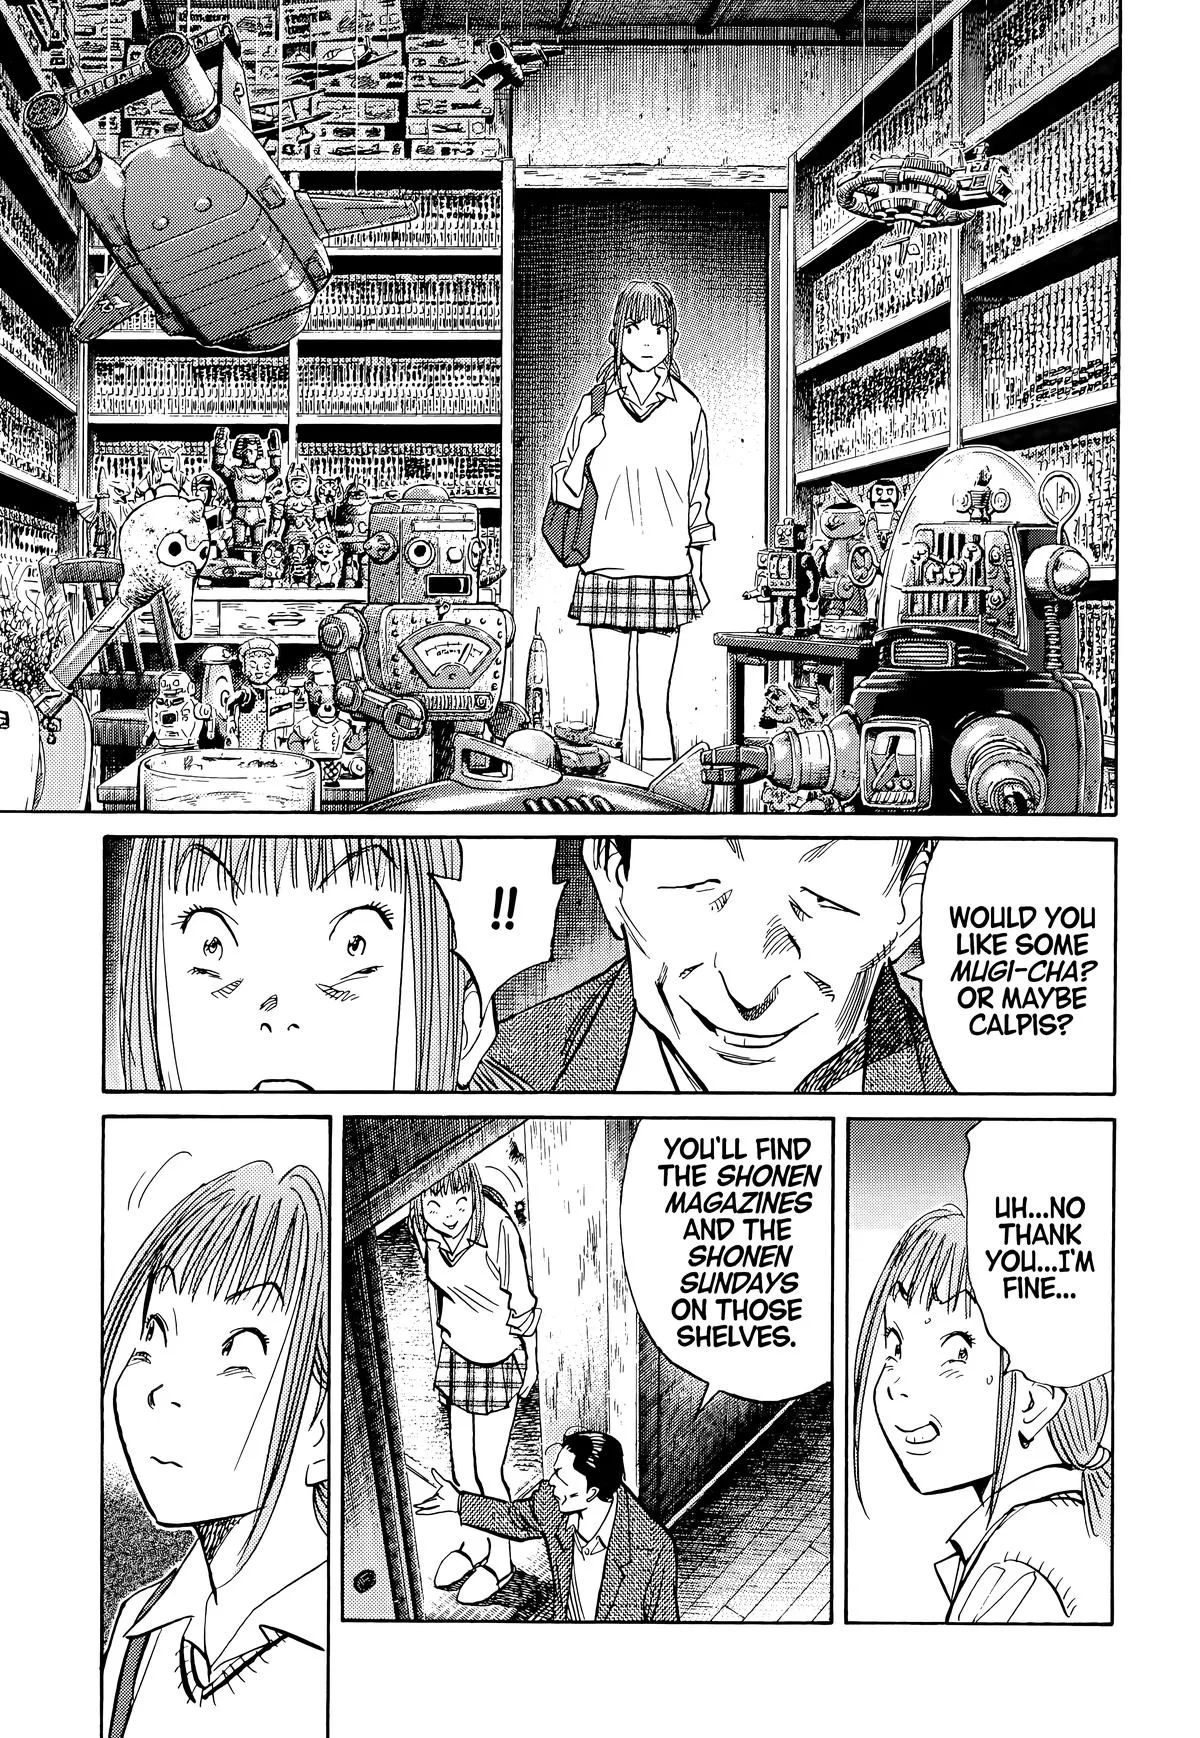 !!
WOULD YOU
LIKE SOME
MUGI-CHA?
OR MAYBE
CALPIS?
UH...NO
THANK
YOU...I'M
FINE...
YOU'LL FIND
THE SHONEN
MAGAZINES
AND THE
SHONEN
SUNDAYS
ON THOSE
SHELVES.